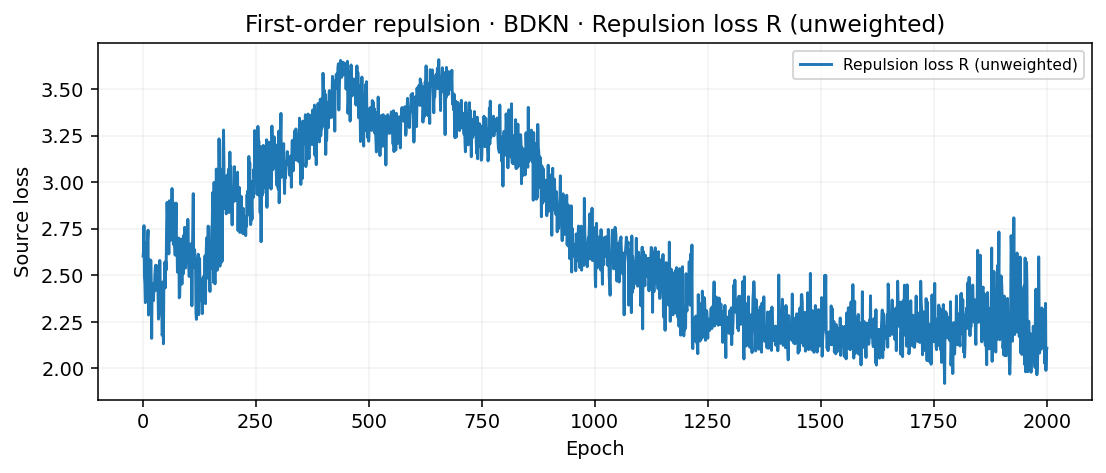 First-order repulsion · BDKN · Repulsion loss R (unweighted)
Repulsion loss R (unweighted)
Source loss
3.50
3.25
3.00
2.75
2.50
2.25
2.00
0 250 500 750 1000 1250 1500 1750 2000
Epoch